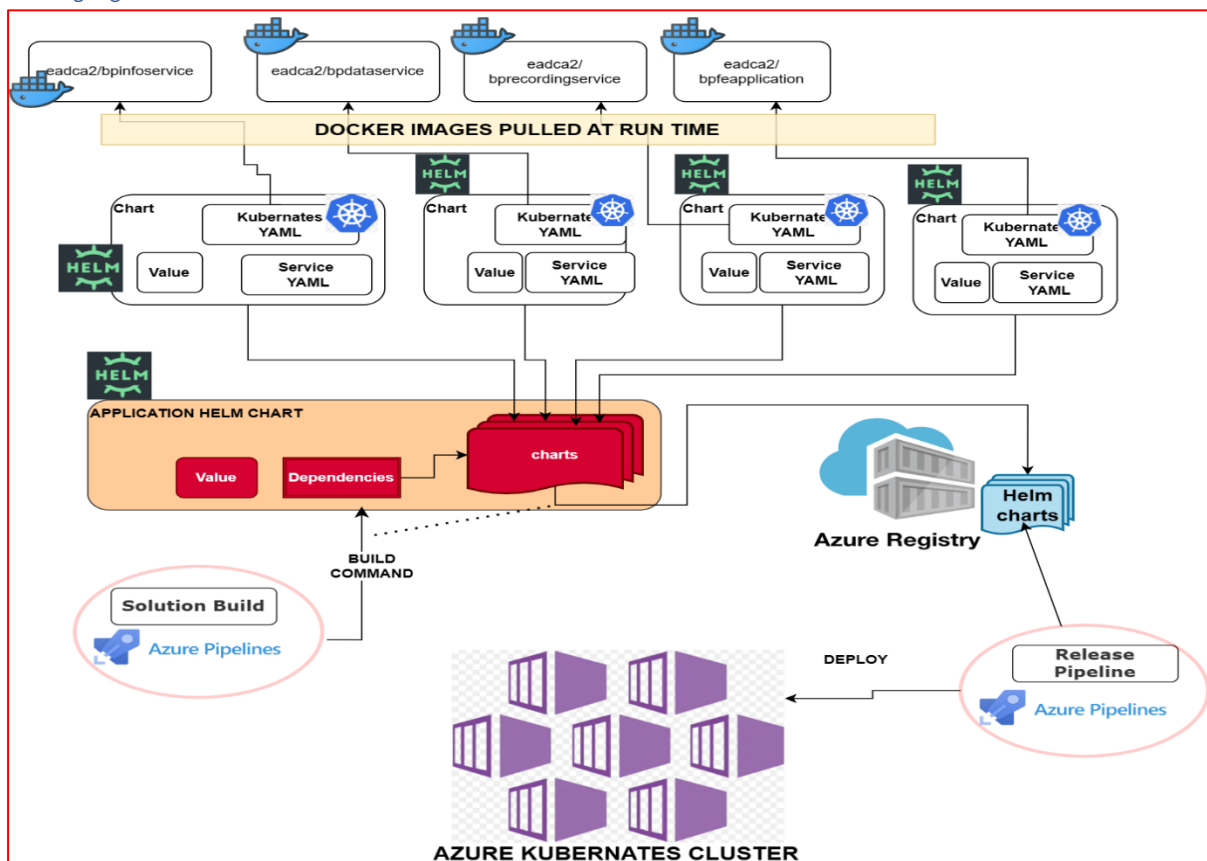 eadca2/bpinfoservice
eadca2/bpdataservice
eadca2/
bprecordingservice
eadca2/
bpfeapplication
DOCKER IMAGES PULLED AT RUN TIME
HELM
HELM
HELM
Chart
Kubernates
YAML
Value
Service
YAML
HELM
Chart
Kubernates
YAML
Value
Service
YAML
Chart
Kubernate
YAML
Value
Service
YAML
Chart
Kubernate
YAML
Value
Service
YAML
HELM
APPLICATION HELM CHART
Value
Dependencies
charts
Azure Registry
Helm
charts
BUILD
COMMAND
Solution Build
Azure Pipelines
DEPLOY
Release
Pipeline
Azure Pipelines
AZURE KUBERNATES CLUSTER